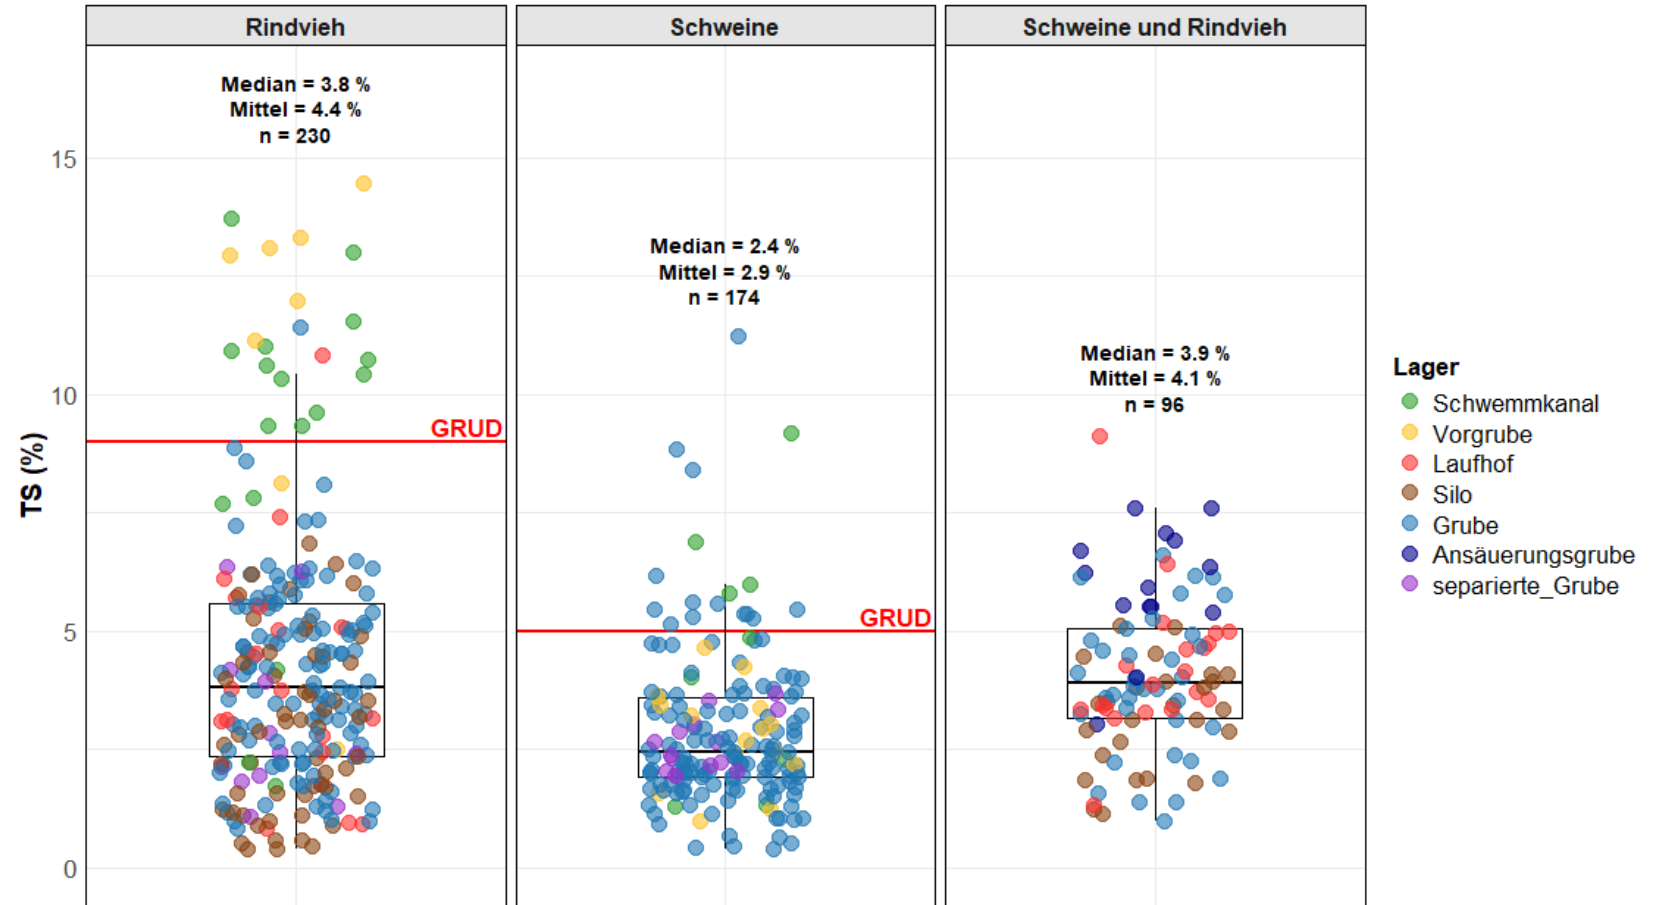 Rindvieh
Schweine
Schweine und Rindvieh
Median = 3.8 %
Mittel = 4.4 %
n = 230
Median = 2.4 %
Mittel = 2.9 %
n = 174
Median = 3.9 %
Mittel = 4.1 %
n = 96
GRUD
GRUD
TS (%)
15
10
5
0
Lager
Schwemmkanal
Vorgrube
Laufhof
Silo
Grube
Ansäuerungsgrube
separierte_Grube